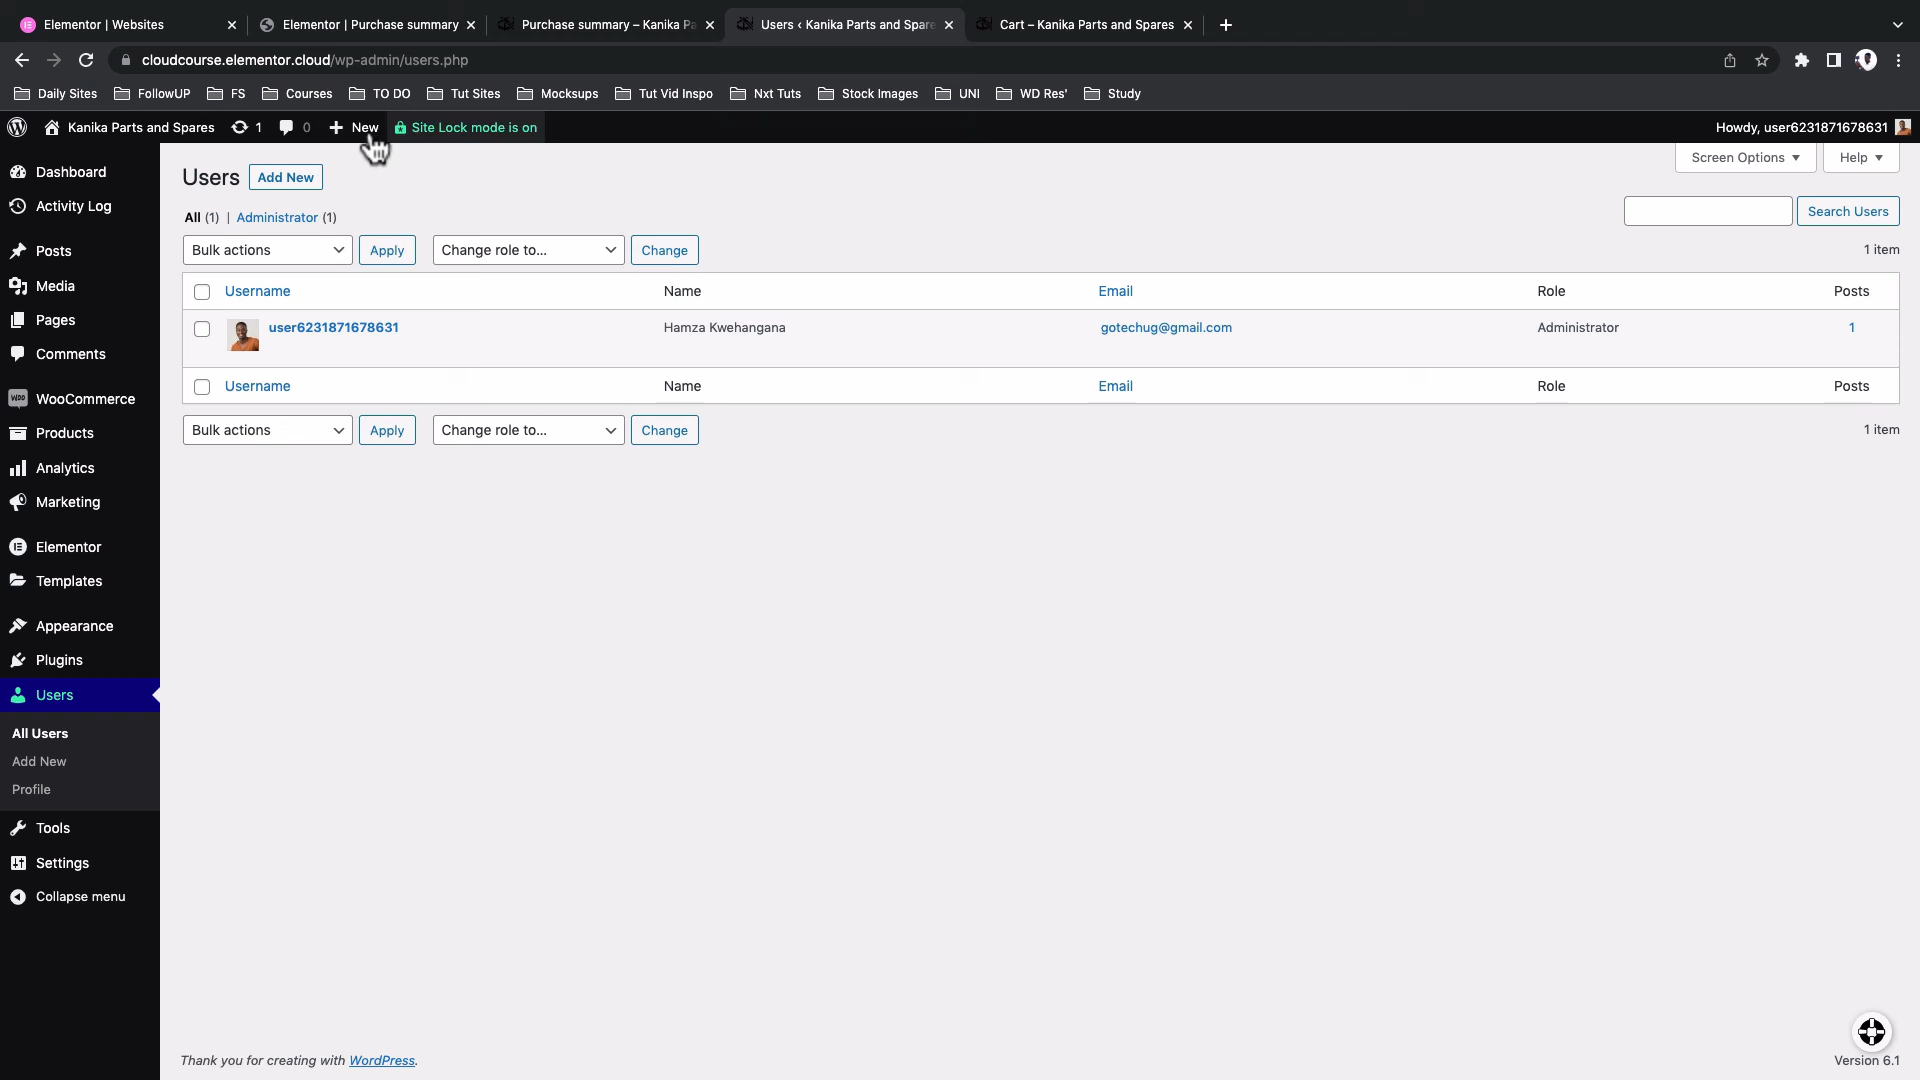 Elementor | Websites
Elementor | Purchase summary
Purchase summary – Kanika Pa
Users ‹ Kanika Parts and Spare
Cart – Kanika Parts and Spares
cloudcourse.elementor.cloud/wp-admin/users.php
Daily Sites
FollowUP
FS
Courses
TO DO
Tut Sites
Mocksups
Tut Vid Inspo
Nxt Tuts
Stock Images
UNI
WD Res'
Study
Kanika Parts and Spares
1
0
New
Site Lock mode is on
Howdy, user6231871678631
Dashboard
Activity Log
Posts
Media
Pages
Comments
WooCommerce
Products
Analytics
Marketing
Elementor
Templates
Appearance
Plugins
Users
All Users
Add New
Profile
Tools
Settings
Collapse menu
Screen Options
Help
Users
Add New
All (1) | Administrator (1)
Search Users
Bulk actions
Apply
Change role to...
Change
1 item
Username Name Email Role Posts
user6231871678631 Hamza Kwehangana gotechug@gmail.com Administrator 1
Username Name Email Role Posts
Bulk actions
Apply
Change role to...
Change
1 item
Thank you for creating with WordPress.
Version 6.1